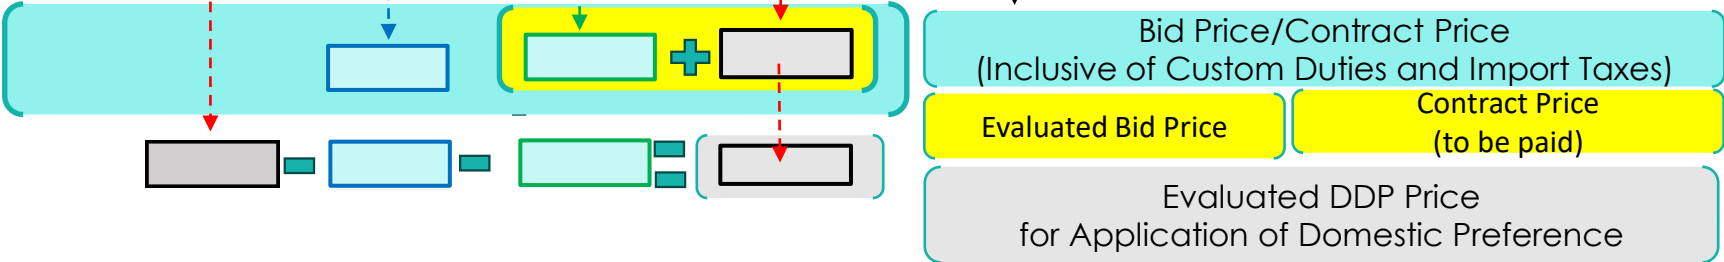 Bid Price/Contract Price
(Inclusive of Custom Duties and Import Taxes)
Evaluated Bid Price
Contract Price
(to be paid)
Evaluated DDP Price
for Application of Domestic Preference